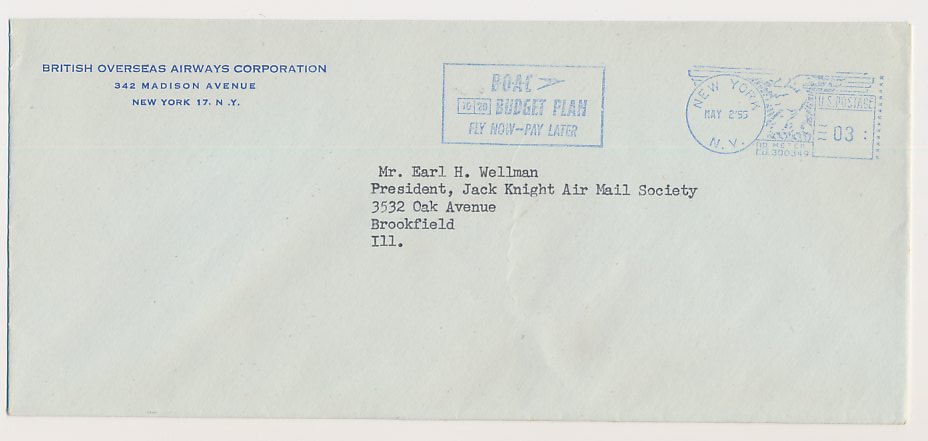 BRITISH OVERSEAS AIRWAYS CORPORATION
342 MADISON AVENUE
NEW YORK 17. N.Y.
BOAC
10 20 BUDGET PLAN
FLY NOW—PAY LATER
NEW YORK
MAY 2 '55
N.Y.
U.S. POSTAGE
03
METER
300349
Mr. Earl H. Wellman
President, Jack Knight Air Mail Society
3532 Oak Avenue
Brookfield
Ill.